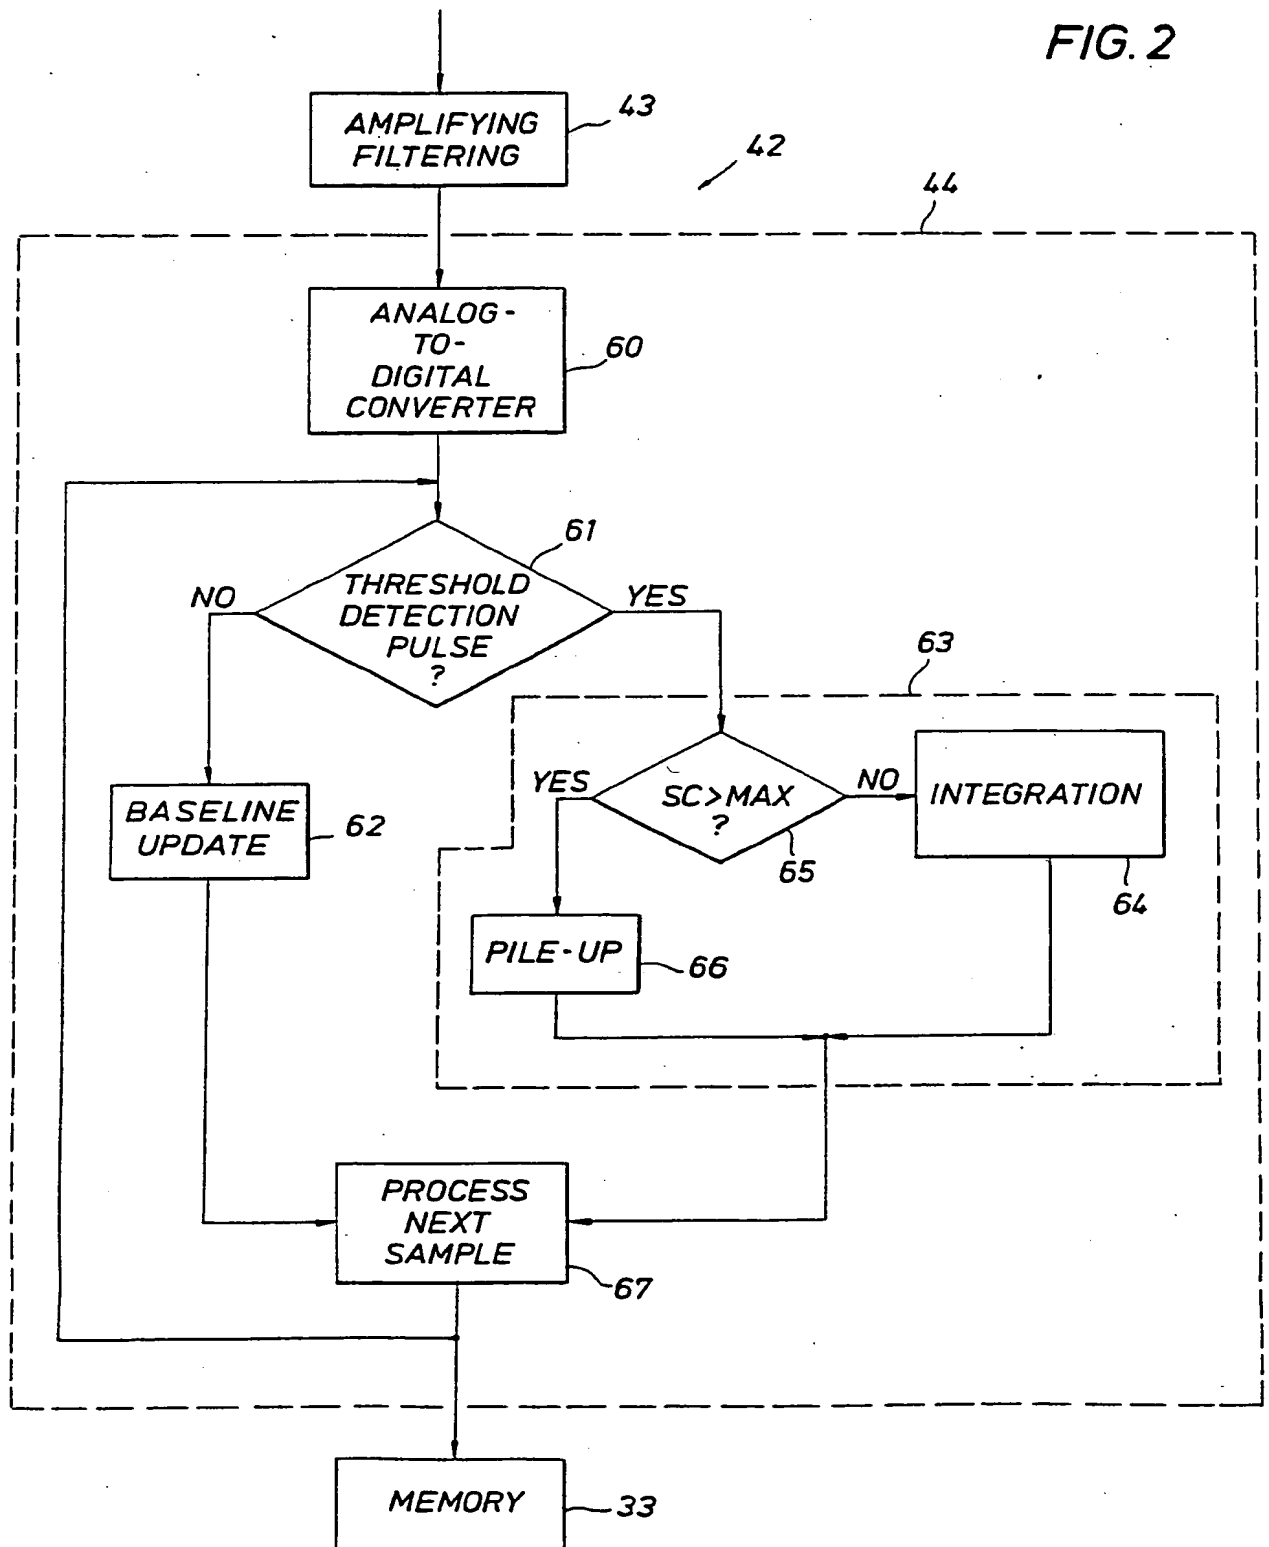 FIG. 2
AMPLIFYING
FILTERING
43
42
44
ANALOG-
TO-
DIGITAL
CONVERTER
60
61
NO
THRESHOLD
DETECTION
PULSE
?
YES
63
BASELINE
UPDATE
62
YES
SC>MAX
?
65
NO
INTEGRATION
64
PILE-UP
66
PROCESS
NEXT
SAMPLE
67
MEMORY
33